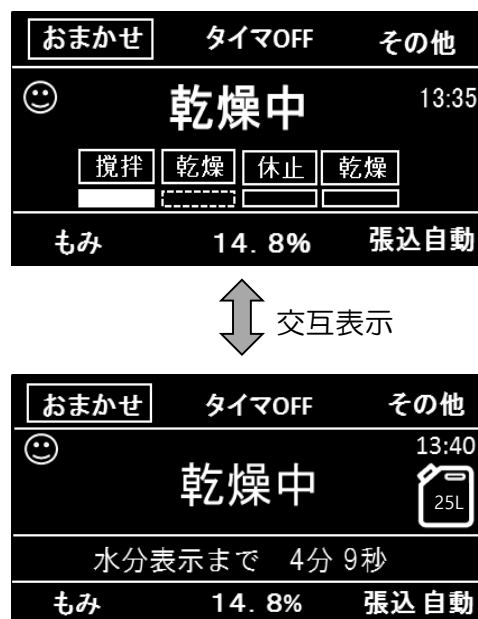 おまかせ タイマOFF その他
乾燥中 13:35
撹拌 乾燥 休止 乾燥
もみ 14.8% 張込自動
交互表示
おまかせ タイマOFF その他
13:40
乾燥中 25L
水分表示まで 4分 9秒
もみ 14.8% 張込自動